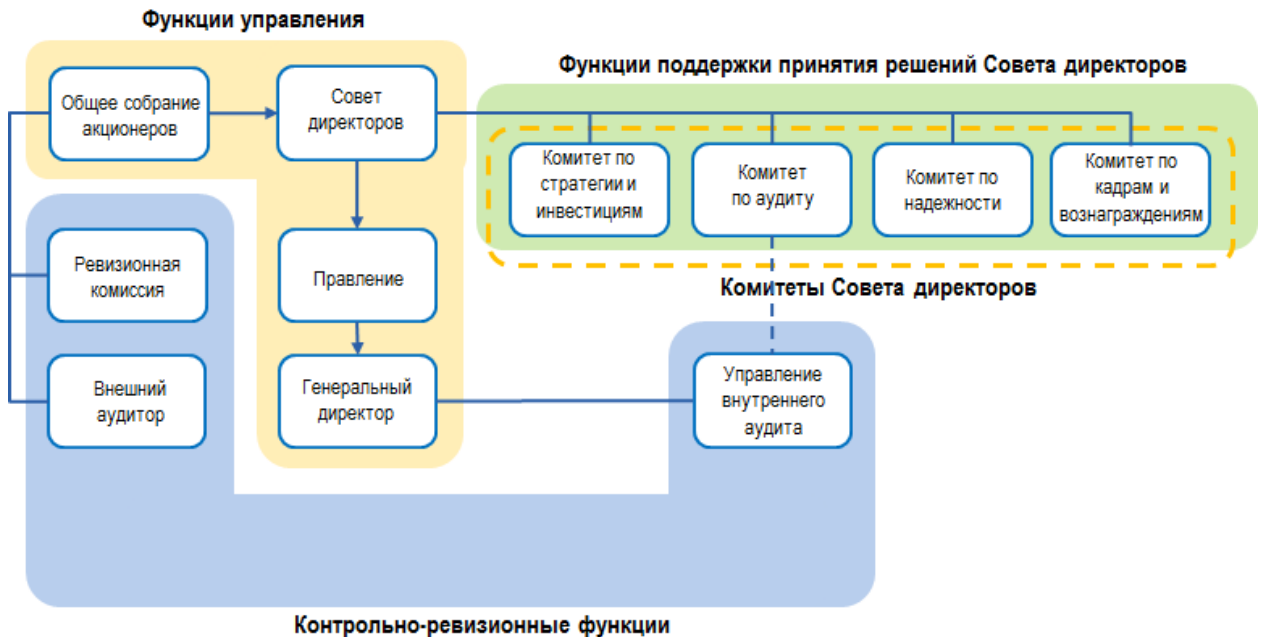 Функции управления
Функции поддержки принятия решений Совета директоров
Общее собрание
акционеров
Совет
директоров
Комитет по
стратегии и
инвестициям
Комитет
по аудиту
Комитет по
надежности
Комитет по
кадрам и
вознаграждениям
Ревизионная
комиссия
Правление
Комитеты Совета директоров
Внешний
аудитор
Генеральный
директор
Управление
внутреннего
аудита
Контрольно-ревизионные функции